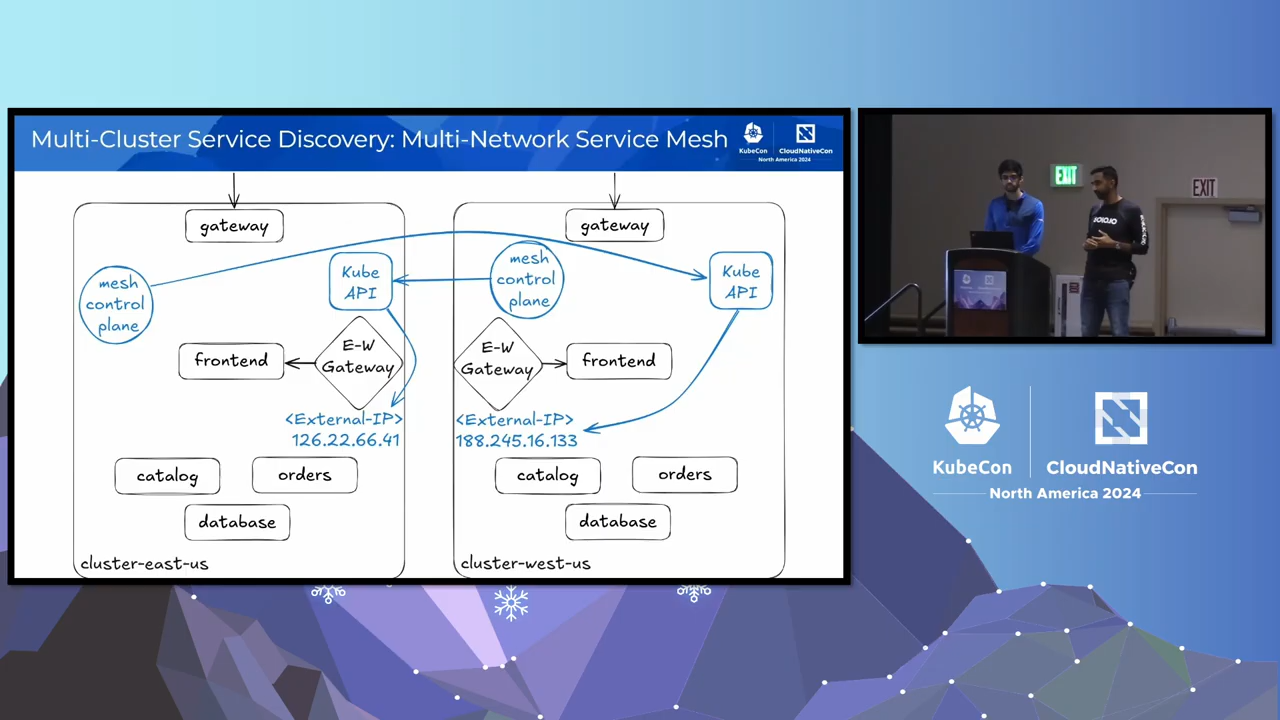 Multi-Cluster Service Discovery: Multi-Network Service Mesh
KubeCon
CloudNativeCon
North America 2024
gateway
mesh
control
plane
Kube
API
E-W
Gateway
frontend
<External-IP>
126.22.66.41
catalog
orders
database
cluster-east-us
gateway
mesh
control
plane
Kube
API
E-W
Gateway
frontend
<External-IP>
188.245.16.133
catalog
orders
database
cluster-west-us
EXIT
EXIT
SOLO.IO
KubeCon
CloudNativeCon
North America 2024